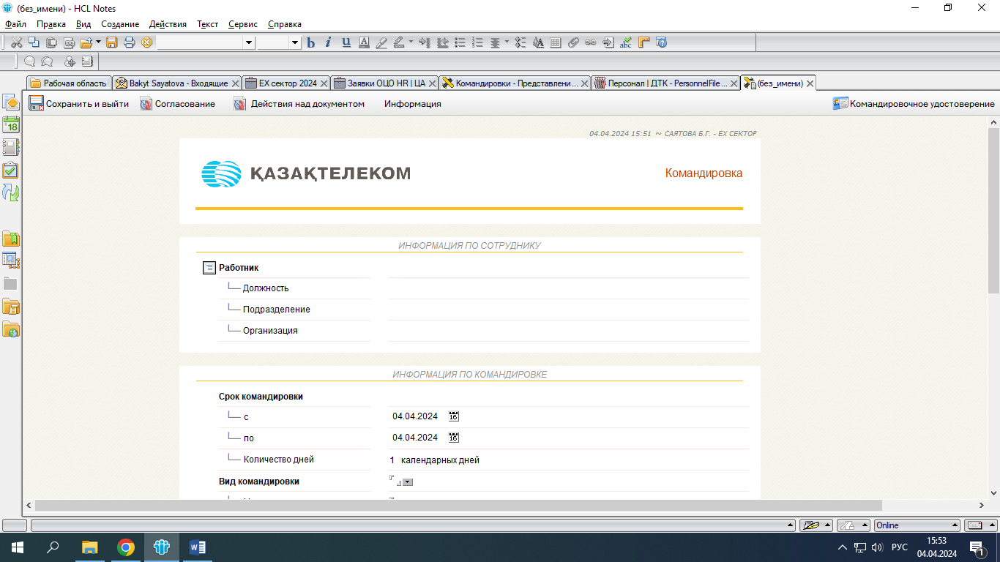 (без_имени) - HCL Notes
Файл Правка Вид Создание Действия Текст Сервис Справка
Рабочая область Bakyt Sayatova - Входящие EX сектор 2024 Заявки ОЦО HR | ЦА Командировки - Представлени ... Персонал | ДТК - PersonnelFile ... (без_имени)
Сохранить и выйти Согласование Действия над документом Информация Командировочное удостоверение
04.04.2024 15:51 ~ САЯТОВА Б.Г. - EX СЕКТОР
ҚАЗАҚТЕЛЕКОМ Командировка
ИНФОРМАЦИЯ ПО СОТРУДНИКУ
Работник
Должность
Подразделение
Организация
ИНФОРМАЦИЯ ПО КОМАНДИРОВКЕ
Срок командировки
с 04.04.2024
по 04.04.2024
Количество дней 1 календарных дней
Вид командировки
Online
РУС 15:53
04.04.2024